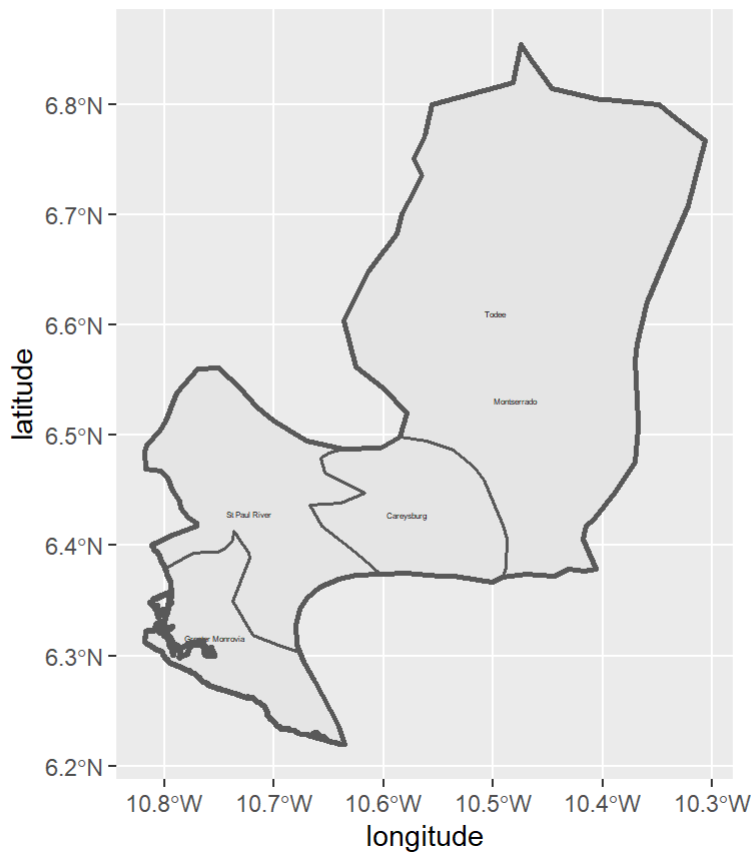 6.8°N
6.7°N
6.6°N
Todee
Montserrado
6.5°N
St Paul River
Careysburg
6.4°N
Greater Monrovia
6.3°N
6.2°N
latitude
10.8°W 10.7°W 10.6°W 10.5°W 10.4°W 10.3°W
longitude